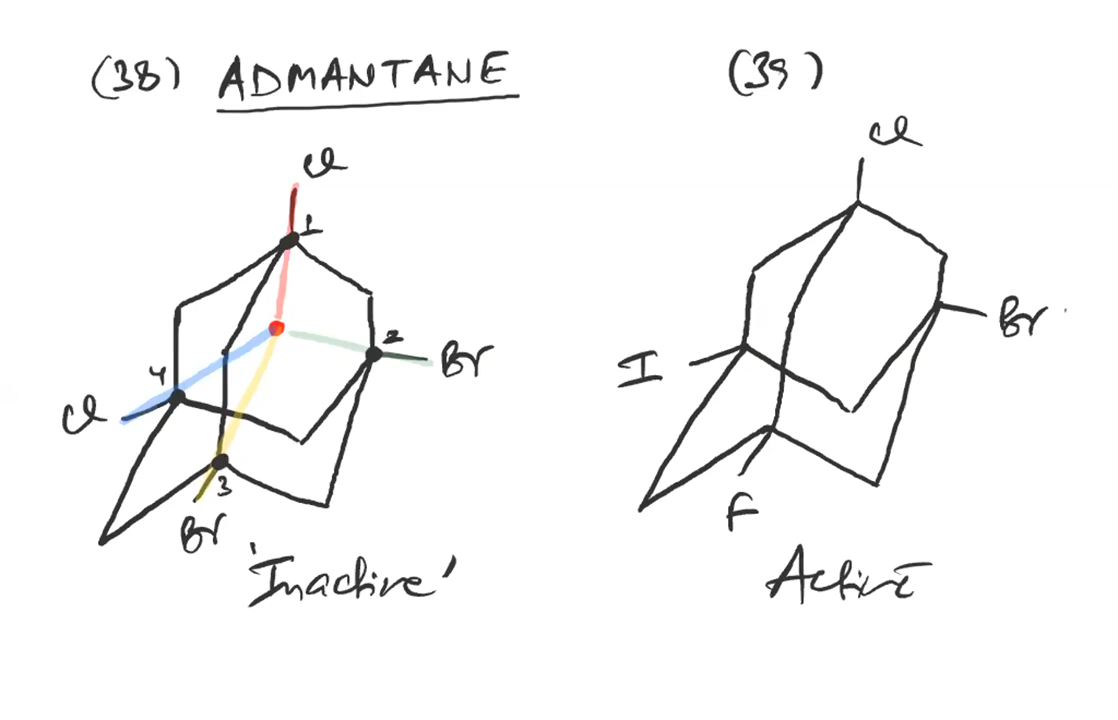 (38) ADMANTANE
(39)
Cl
1
4
2
Br
Cl
3
Br
'Inactive'
Cl
Br
I
F
Active